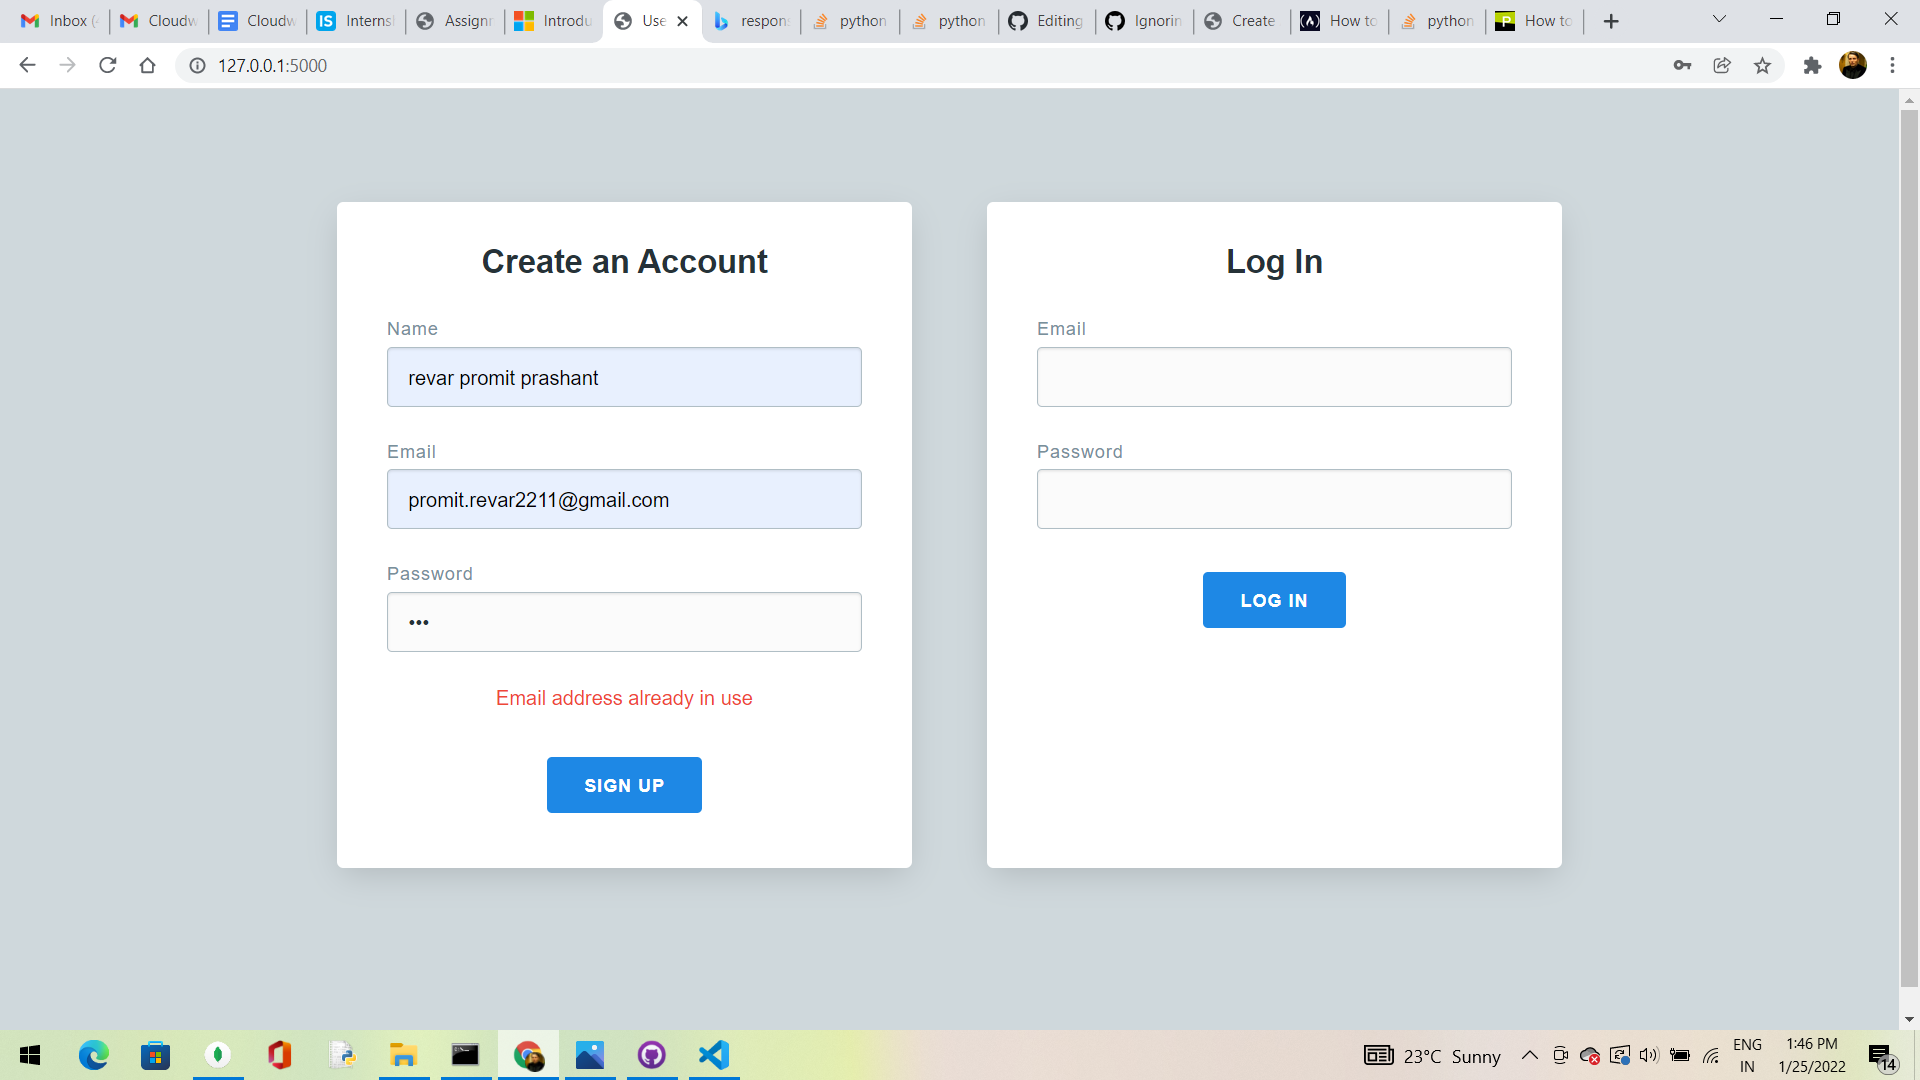 Inbox (
Cloudw
Cloudw
Internsh
Assignm
Introdu
Use
respons
python
python
Editing
Ignorin
Create
How to
python
How to
127.0.0.1:5000
Create an Account
Name
revar promit prashant
Email
promit.revar2211@gmail.com
Password
Email address already in use
SIGN UP
Log In
Email
Password
LOG IN
23°C Sunny
ENG
IN
1:46 PM
1/25/2022
14